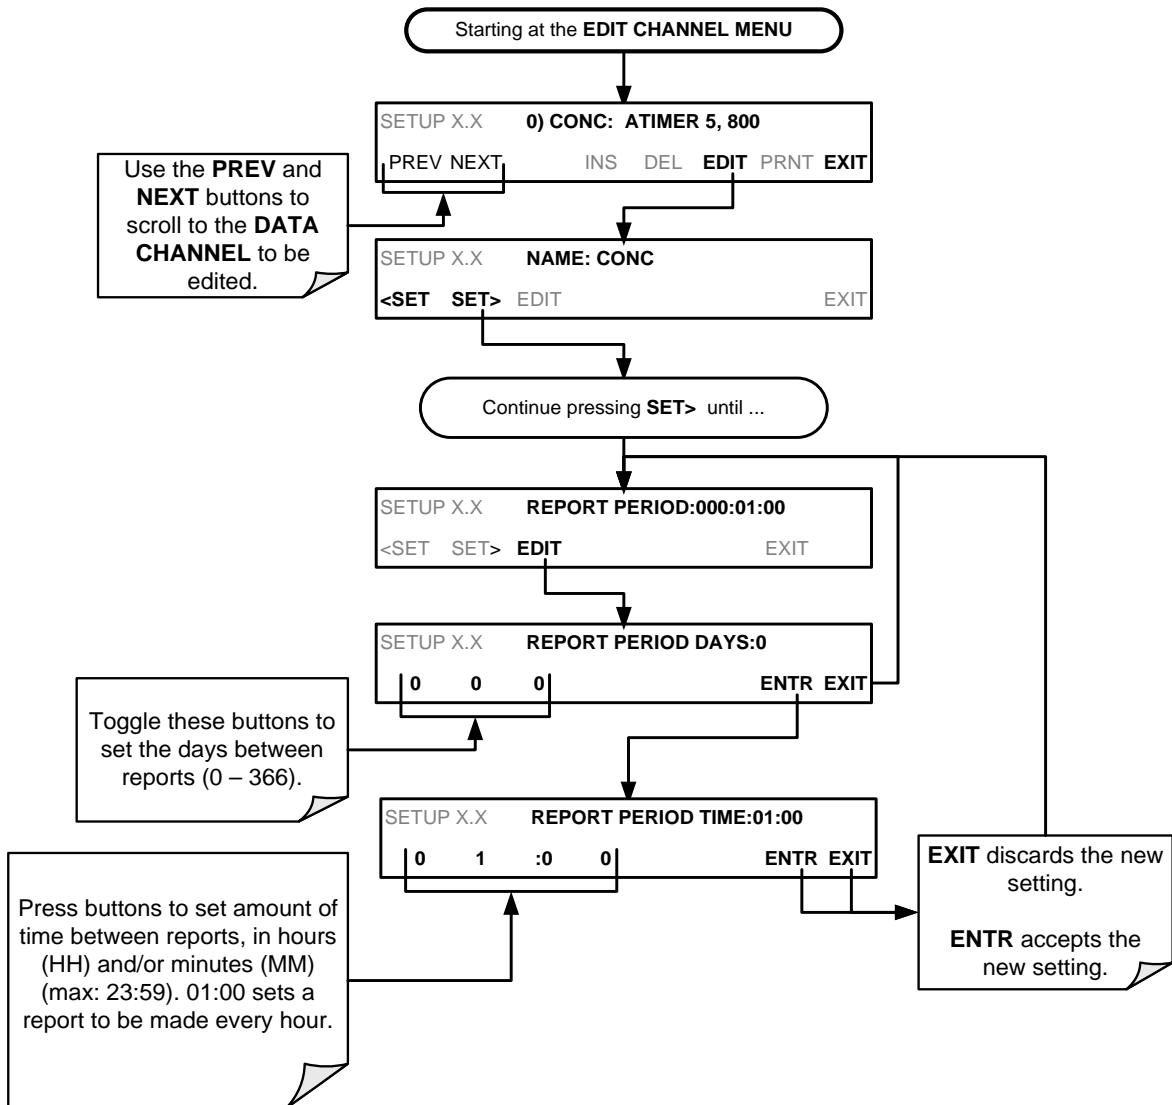 Starting at the EDIT CHANNEL MENU
SETUP X.X 0) CONC: ATIMER 5, 800
PREV NEXT INS DEL EDIT PRNT EXIT
Use the PREV and
NEXT buttons to
scroll to the DATA
CHANNEL to be
edited.
SETUP X.X NAME: CONC
<SET SET> EDIT EXIT
Continue pressing SET> until ...
SETUP X.X REPORT PERIOD:000:01:00
<SET SET> EDIT EXIT
SETUP X.X REPORT PERIOD DAYS:0
0 0 0 ENTR EXIT
Toggle these buttons to
set the days between
reports (0 – 366).
SETUP X.X REPORT PERIOD TIME:01:00
0 1 :0 0 ENTR EXIT
Press buttons to set amount of
time between reports, in hours
(HH) and/or minutes (MM)
(max: 23:59). 01:00 sets a
report to be made every hour.
EXIT discards the new
setting.
ENTR accepts the
new setting.